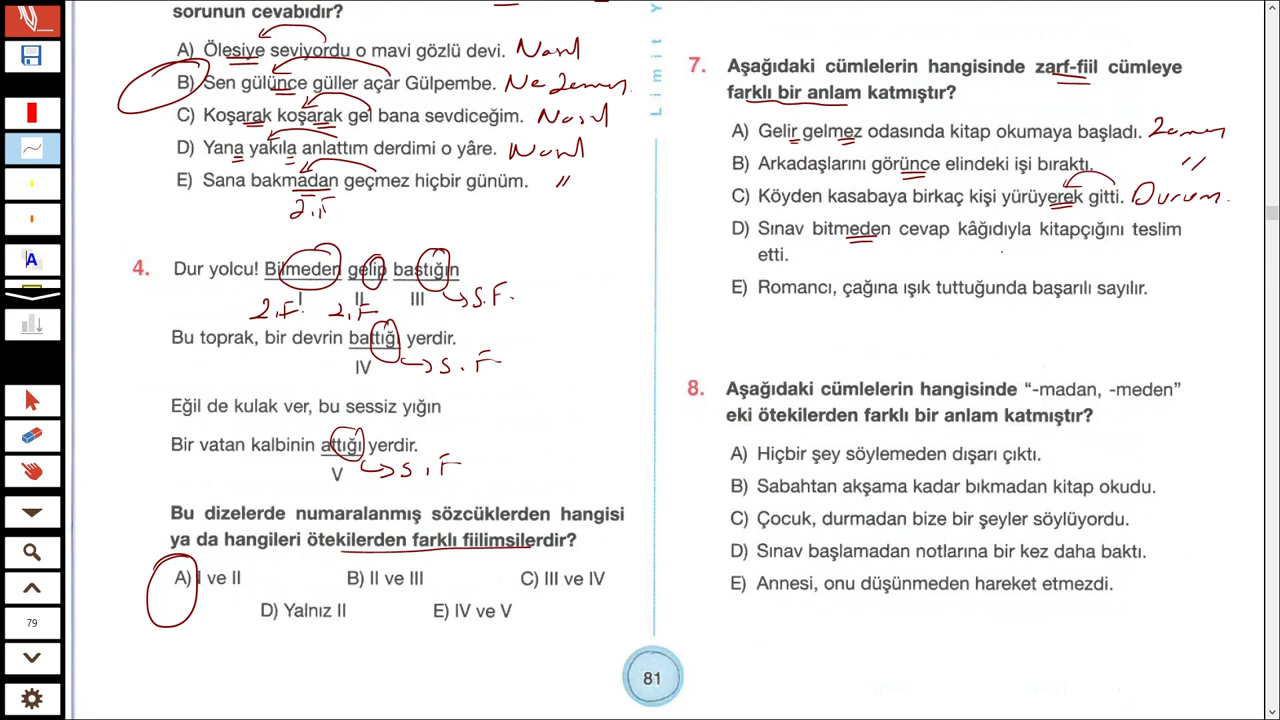 sorunun cevabıdır?
A) Ölesiye seviyordu o mavi gözlü devi. Nasıl
B) Sen gülünce güller açar Gülpembe. Ne zaman
C) Koşarak koşarak gel bana sevdiceğim. Nasıl
D) Yana yakıla anlattım derdimi o yâre. Nasıl
E) Sana bakmadan geçmez hiçbir günüm. "
Z.F
4. Dur yolcu! Bilmeden gelip bastığın
I II III S.F.
Z.F. Z.F
Bu toprak, bir devrin battığı yerdir.
IV S.F
Eğil de kulak ver, bu sessiz yığın
Bir vatan kalbinin attığı yerdir.
V S.F
Bu dizelerde numaralanmış sözcüklerden hangisi
ya da hangileri ötekilerden farklı fiilimsilerdir?
A) I ve II B) II ve III C) III ve IV
D) Yalnız II E) IV ve V
Limit Y
81
7. Aşağıdaki cümlelerin hangisinde zarf-fiil cümleye
farklı bir anlam katmıştır?
A) Gelir gelmez odasında kitap okumaya başladı. Zaman
B) Arkadaşlarını görünce elindeki işi bıraktı. "
C) Köyden kasabaya birkaç kişi yürüyerek gitti. Durum.
D) Sınav bitmeden cevap kâğıdıyla kitapçığını teslim
etti.
E) Romancı, çağına ışık tuttuğunda başarılı sayılır.
8. Aşağıdaki cümlelerin hangisinde “-madan, -meden”
eki ötekilerden farklı bir anlam katmıştır?
A) Hiçbir şey söylemeden dışarı çıktı.
B) Sabahtan akşama kadar bıkmadan kitap okudu.
C) Çocuk, durmadan bize bir şeyler söylüyordu.
D) Sınav başlamadan notlarına bir kez daha baktı.
E) Annesi, onu düşünmeden hareket etmezdi.
A
79